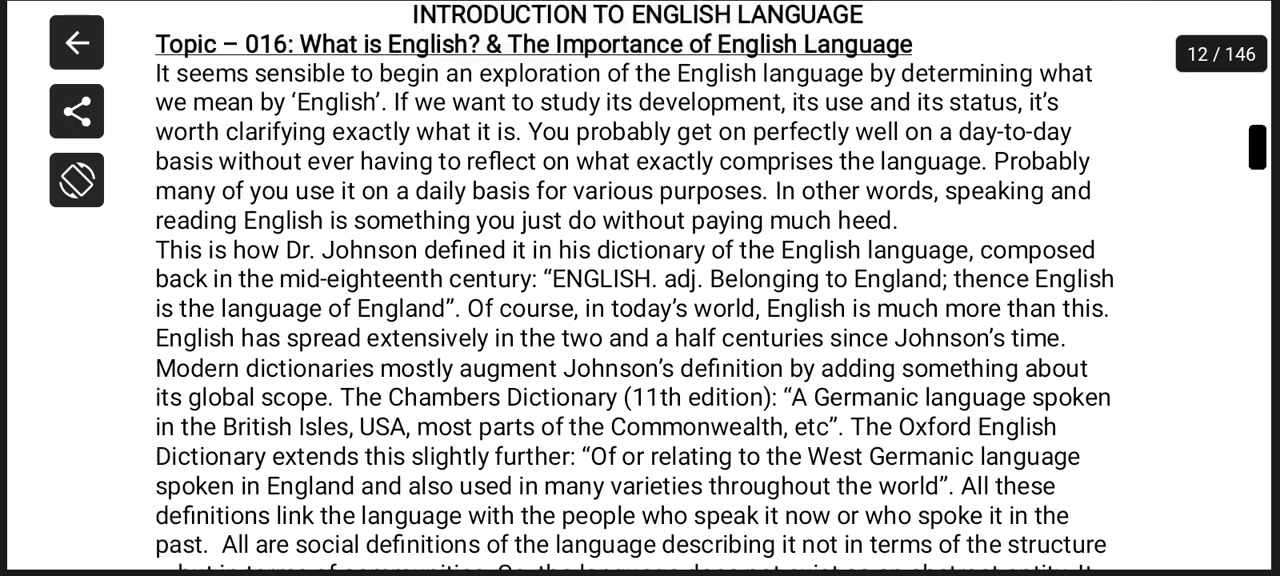 INTRODUCTION TO ENGLISH LANGUAGE
Topic – 016: What is English? & The Importance of English Language
12 / 146
It seems sensible to begin an exploration of the English language by determining what
we mean by ‘English’. If we want to study its development, its use and its status, it’s
worth clarifying exactly what it is. You probably get on perfectly well on a day-to-day
basis without ever having to reflect on what exactly comprises the language. Probably
many of you use it on a daily basis for various purposes. In other words, speaking and
reading English is something you just do without paying much heed.
This is how Dr. Johnson defined it in his dictionary of the English language, composed
back in the mid-eighteenth century: “ENGLISH. adj. Belonging to England; thence English
is the language of England”. Of course, in today’s world, English is much more than this.
English has spread extensively in the two and a half centuries since Johnson’s time.
Modern dictionaries mostly augment Johnson’s definition by adding something about
its global scope. The Chambers Dictionary (11th edition): “A Germanic language spoken
in the British Isles, USA, most parts of the Commonwealth, etc”. The Oxford English
Dictionary extends this slightly further: “Of or relating to the West Germanic language
spoken in England and also used in many varieties throughout the world”. All these
definitions link the language with the people who speak it now or who spoke it in the
past.  All are social definitions of the language describing it not in terms of the structure